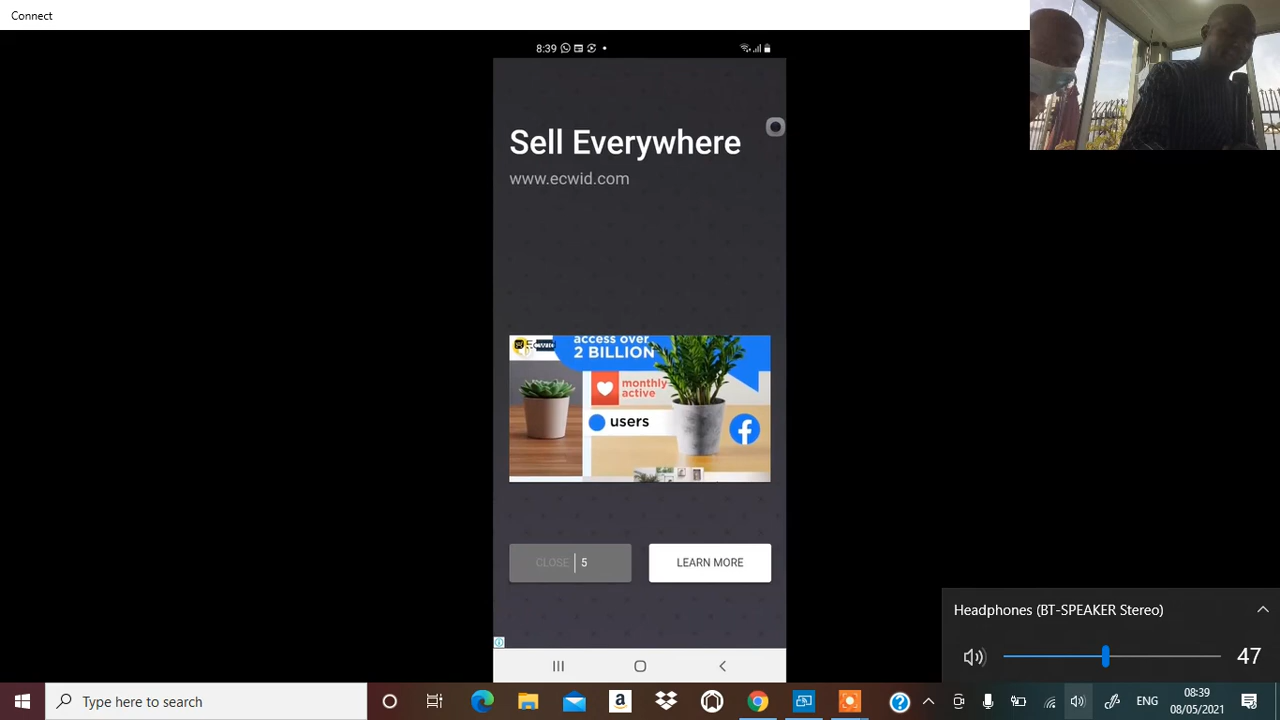 Connect
8:39
Sell Everywhere
www.ecwid.com
ECWID
access over
2 BILLION
monthly
active
users
CLOSE 5
LEARN MORE
Headphones (BT-SPEAKER Stereo)
47
Type here to search
ENG
08:39
08/05/2021